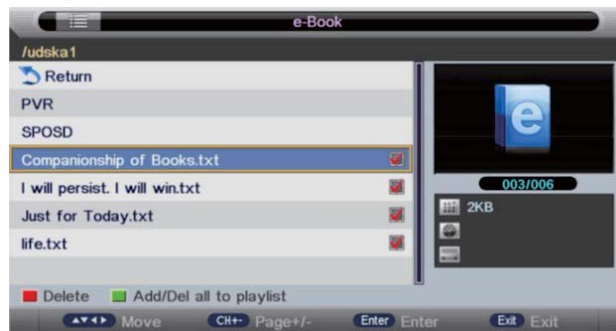 e-Book
/udska1
Return
PVR
SPOSD
Companionship of Books.txt
I will persist. I will win.txt
Just for Today.txt
life.txt
e
003/006
2KB
Delete Add/Del all to playlist
▲▼◄► Move CH+- Page+/- Enter Enter Exit Exit